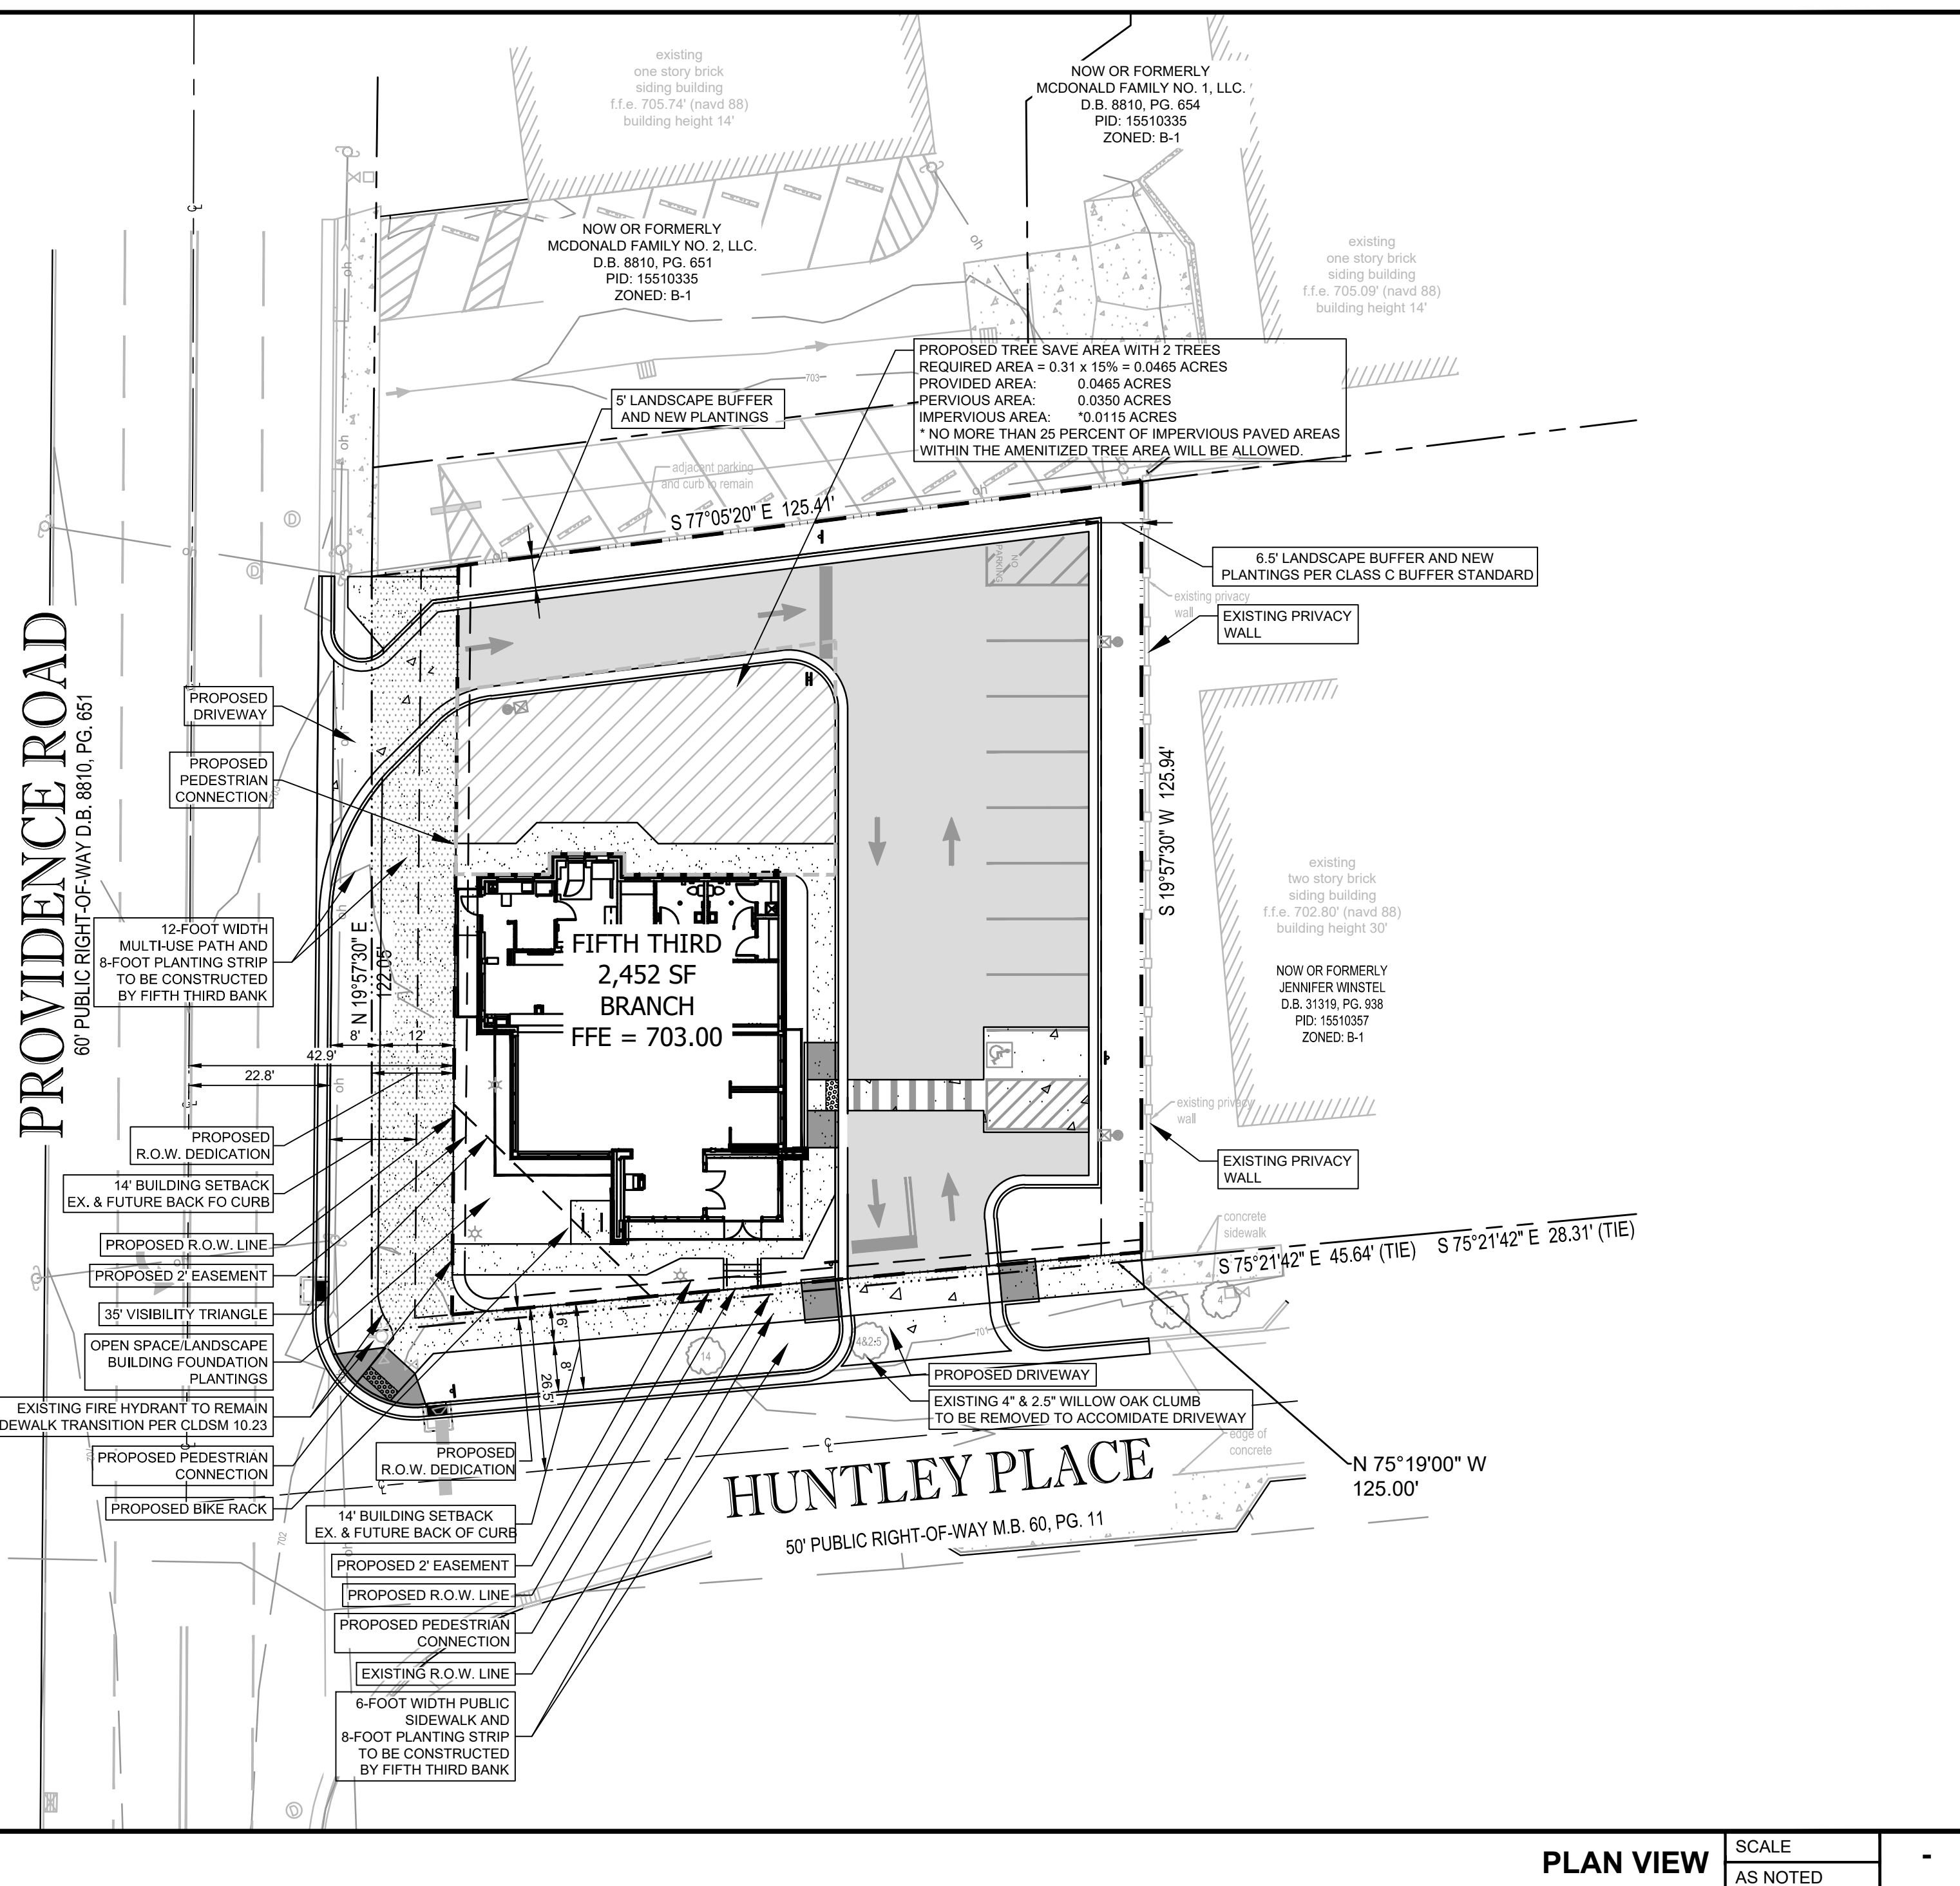 existing
one story brick
siding building
f.f.e. 705.74' (navd 88)
building height 14'
NOW OR FORMERLY
MCDONALD FAMILY NO. 1, LLC.
D.B. 8810, PG. 654
PID: 15510335
ZONED: B-1
NOW OR FORMERLY
MCDONALD FAMILY NO. 2, LLC.
D.B. 8810, PG. 651
PID: 15510335
ZONED: B-1
existing
one story brick
siding building
f.f.e. 705.09' (navd 88)
building height 14'
oh
oh
oh
703
PROPOSED TREE SAVE AREA WITH 2 TREES
REQUIRED AREA = 0.31 x 15% = 0.0465 ACRES
PROVIDED AREA: 0.0465 ACRES
PERVIOUS AREA: 0.0350 ACRES
IMPERVIOUS AREA: *0.0115 ACRES
* NO MORE THAN 25 PERCENT OF IMPERVIOUS PAVED AREAS
WITHIN THE AMENITIZED TREE AREA WILL BE ALLOWED.
5' LANDSCAPE BUFFER
AND NEW PLANTINGS
adjacent parking
and curb to remain
oh
S 77°05'20" E 125.41'
D
D
oh
oh
NO
PARKING
6.5' LANDSCAPE BUFFER AND NEW
PLANTINGS PER CLASS C BUFFER STANDARD
existing privacy
wall
EXISTING PRIVACY
WALL
PROVIDENCE ROAD
60' PUBLIC RIGHT-OF-WAY D.B. 8810, PG. 651
PROPOSED
DRIVEWAY
PROPOSED
PEDESTRIAN
CONNECTION
12-FOOT WIDTH
MULTI-USE PATH AND
8-FOOT PLANTING STRIP
TO BE CONSTRUCTED
BY FIFTH THIRD BANK
N 19°57'30" E
122.05'
S 19°57'30" W 125.94'
existing
two story brick
siding building
f.f.e. 702.80' (navd 88)
building height 30'
NOW OR FORMERLY
JENNIFER WINSTEL
D.B. 31319, PG. 938
PID: 15510357
ZONED: B-1
FIFTH THIRD
2,452 SF
BRANCH
FFE = 703.00
8'
12'
42.9'
22.8'
oh
PROPOSED
R.O.W. DEDICATION
14' BUILDING SETBACK
EX. & FUTURE BACK FO CURB
PROPOSED R.O.W. LINE
PROPOSED 2' EASEMENT
35' VISIBILITY TRIANGLE
OPEN SPACE/LANDSCAPE
BUILDING FOUNDATION
PLANTINGS
EXISTING FIRE HYDRANT TO REMAIN
DEWALK TRANSITION PER CLDSM 10.23
PROPOSED PEDESTRIAN
CONNECTION
PROPOSED BIKE RACK
existing privacy
wall
EXISTING PRIVACY
WALL
concrete
sidewalk
S 75°21'42" E 45.64' (TIE)
S 75°21'42" E 28.31' (TIE)
4
6'
8'
26.5'
14
4&2.5
701
PROPOSED DRIVEWAY
EXISTING 4" & 2.5" WILLOW OAK CLUMB
TO BE REMOVED TO ACCOMIDATE DRIVEWAY
edge of
concrete
N 75°19'00" W
125.00'
HUNTLEY PLACE
50' PUBLIC RIGHT-OF-WAY M.B. 60, PG. 11
PROPOSED
R.O.W. DEDICATION
14' BUILDING SETBACK
EX. & FUTURE BACK OF CURB
PROPOSED 2' EASEMENT
PROPOSED R.O.W. LINE
PROPOSED PEDESTRIAN
CONNECTION
EXISTING R.O.W. LINE
6-FOOT WIDTH PUBLIC
SIDEWALK AND
8-FOOT PLANTING STRIP
TO BE CONSTRUCTED
BY FIFTH THIRD BANK
702
D
PLAN VIEW
SCALE
AS NOTED
-